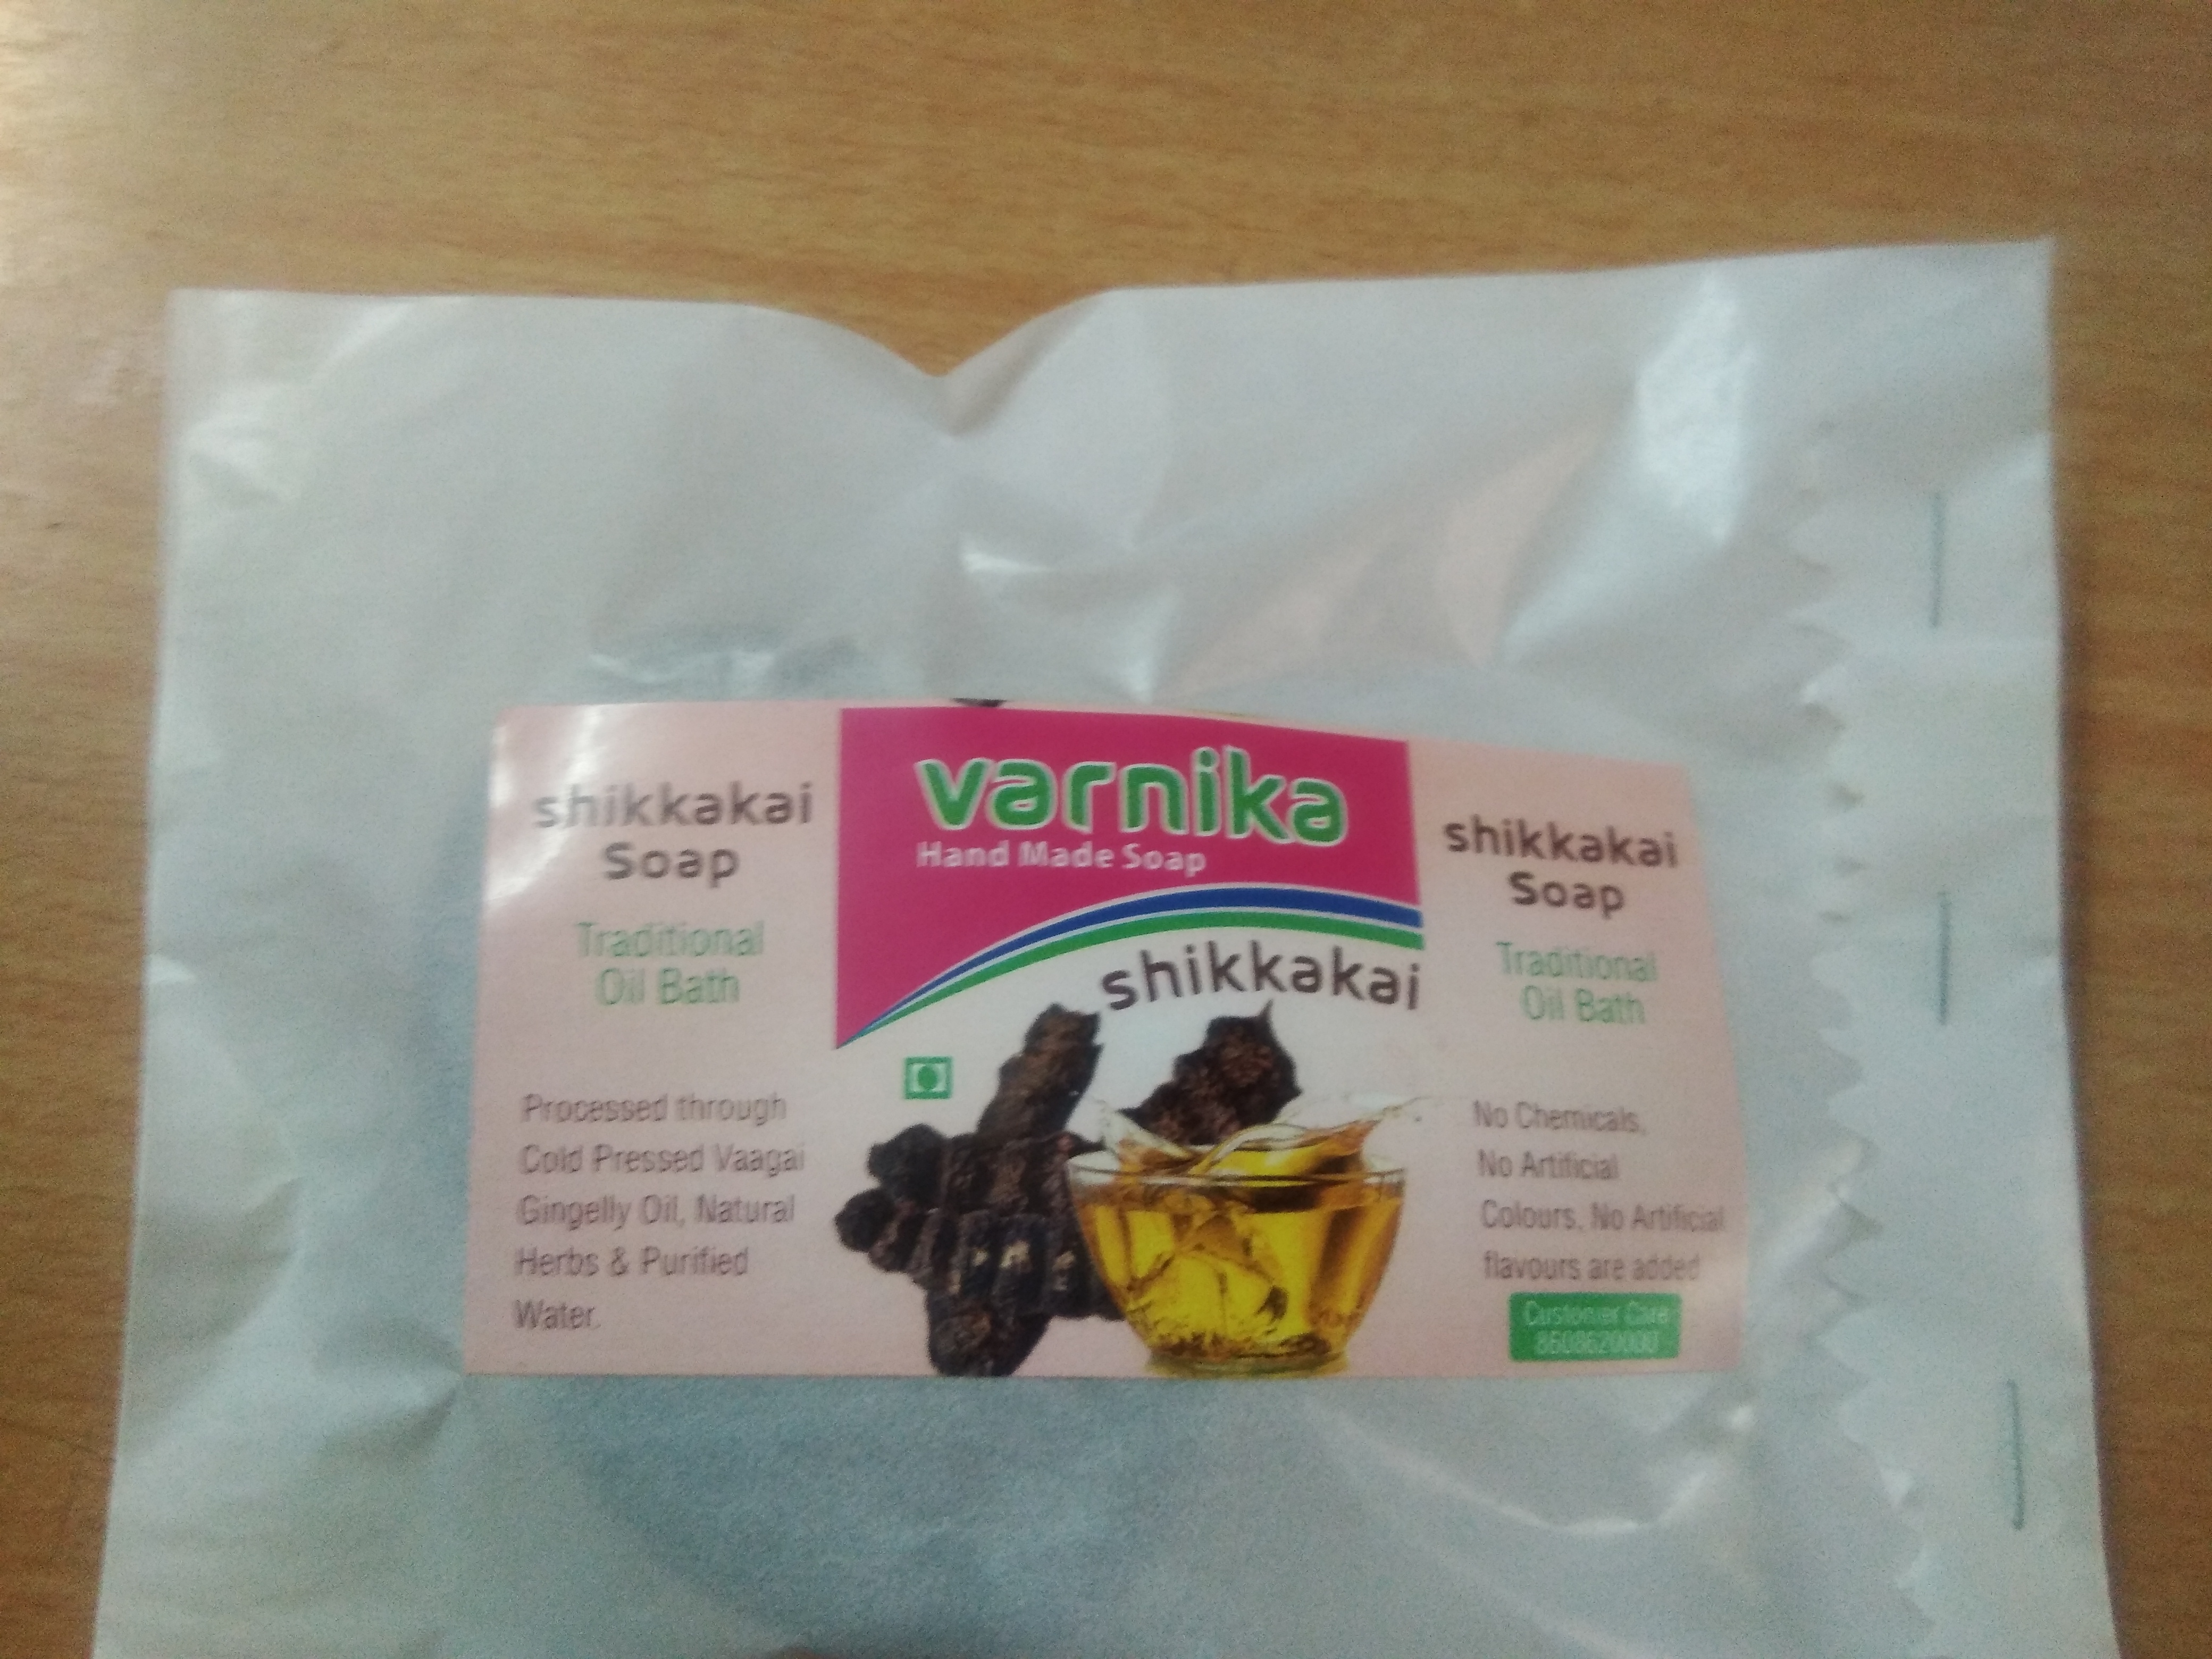 shikkakai
Soap
Traditional
Oil Bath
Processed through
Cold Pressed Vaagai
Gingelly Oil, Natural
Herbs & Purified
Water.
varnika
Hand Made Soap
shikkakai
shikkakai
Soap
Traditional
Oil Bath
No Chemicals,
No Artificial
Colours, No Artificial
flavours are added
Customer Care